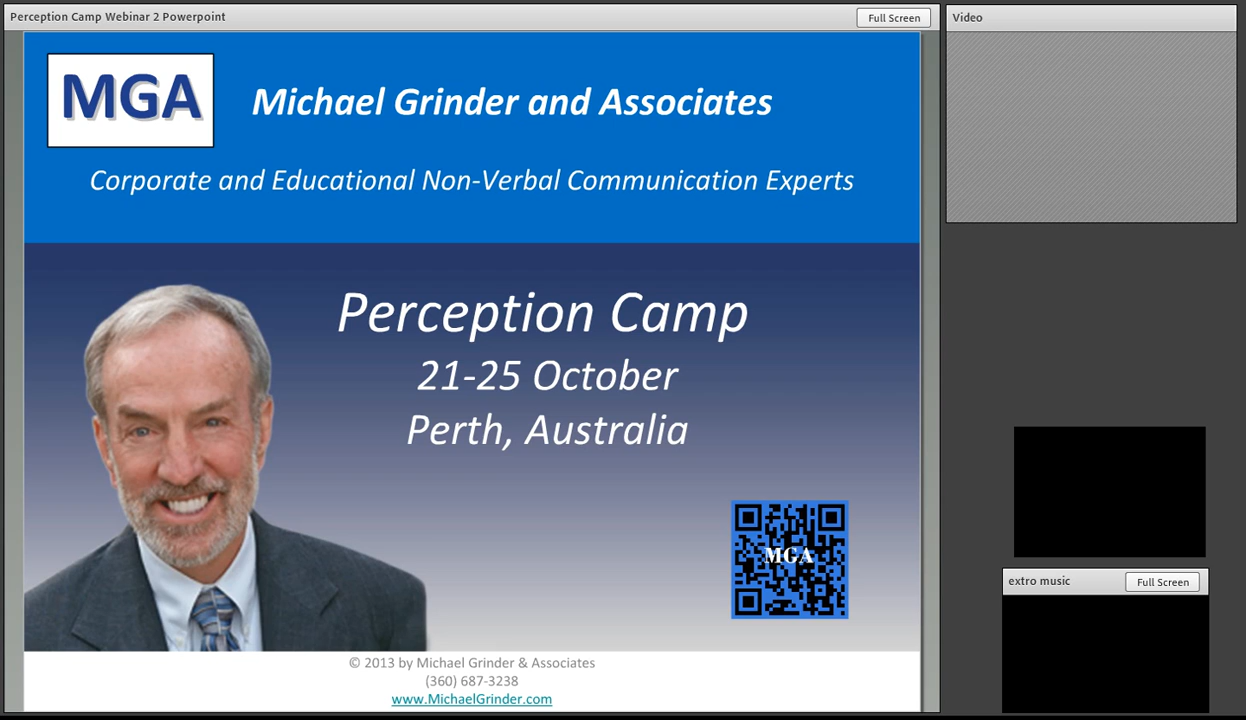 Perception Camp Webinar 2 Powerpoint
Full Screen
Video
MGA
Michael Grinder and Associates
Corporate and Educational Non-Verbal Communication Experts
Perception Camp
21-25 October
Perth, Australia
MGA
© 2013 by Michael Grinder & Associates
(360) 687-3238
www.MichaelGrinder.com
extro music
Full Screen